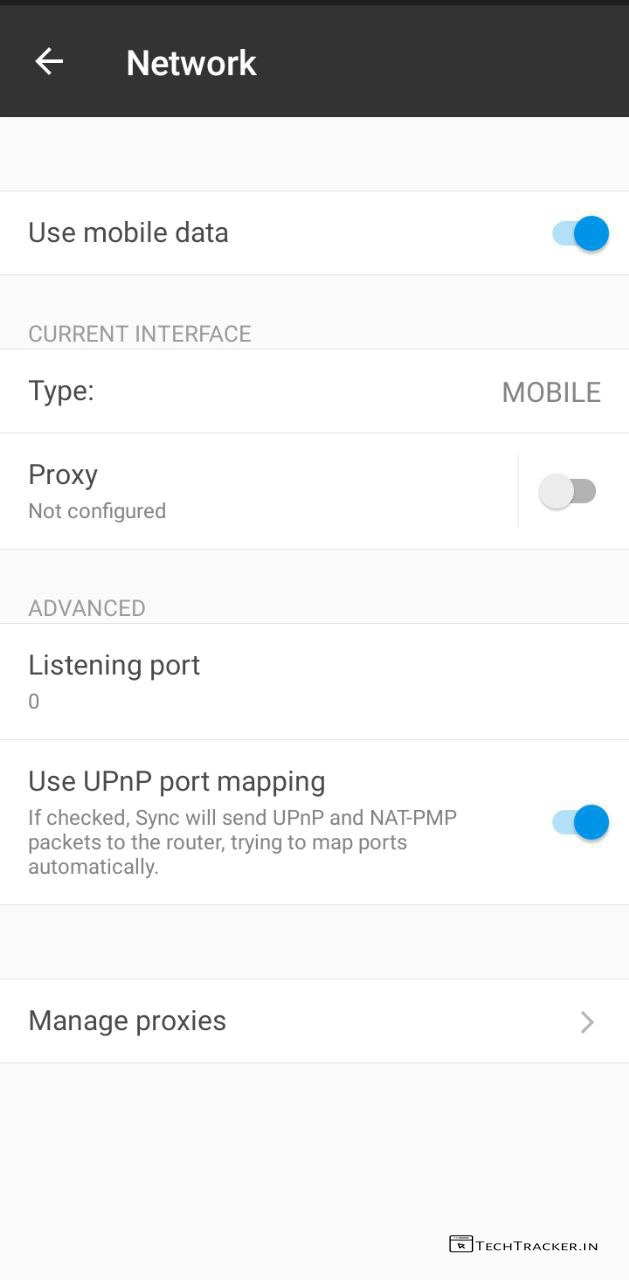 Network
Use mobile data
CURRENT INTERFACE
Type:
MOBILE
Proxy
Not configured
ADVANCED
Listening port
0
Use UPnP port mapping
If checked, Sync will send UPnP and NAT-PMP
packets to the router, trying to map ports
automatically.
Manage proxies
TECHTRACKER.IN